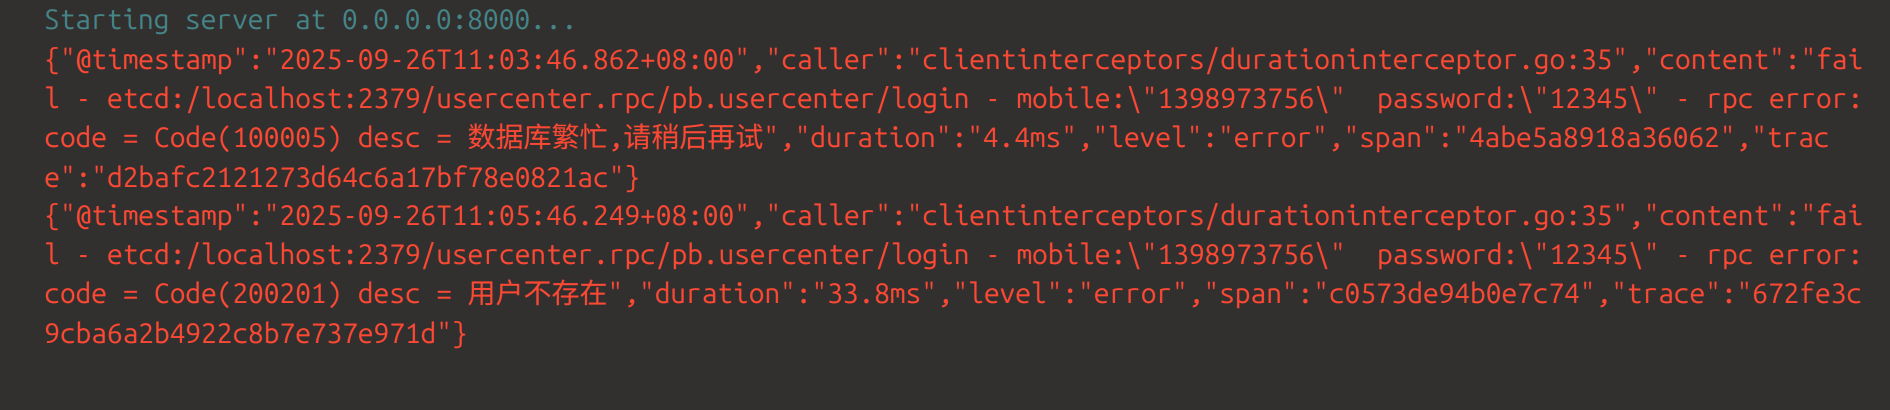 Starting server at 0.0.0.0:8000...
{"@timestamp":"2025-09-26T11:03:46.862+08:00","caller":"clientinterceptors/durationinterceptor.go:35","content":"fai
l - etcd:/localhost:2379/usercenter.rpc/pb.usercenter/login - mobile:\"1398973756\"  password:\"12345\" - rpc error:
code = Code(100005) desc = 数据库繁忙,请稍后再试","duration":"4.4ms","level":"error","span":"4abe5a8918a36062","trac
e":"d2bafc2121273d64c6a17bf78e0821ac"}
{"@timestamp":"2025-09-26T11:05:46.249+08:00","caller":"clientinterceptors/durationinterceptor.go:35","content":"fai
l - etcd:/localhost:2379/usercenter.rpc/pb.usercenter/login - mobile:\"1398973756\"  password:\"12345\" - rpc error:
code = Code(200201) desc = 用户不存在","duration":"33.8ms","level":"error","span":"c0573de94b0e7c74","trace":"672fe3c
9cba6a2b4922c8b7e737e971d"}